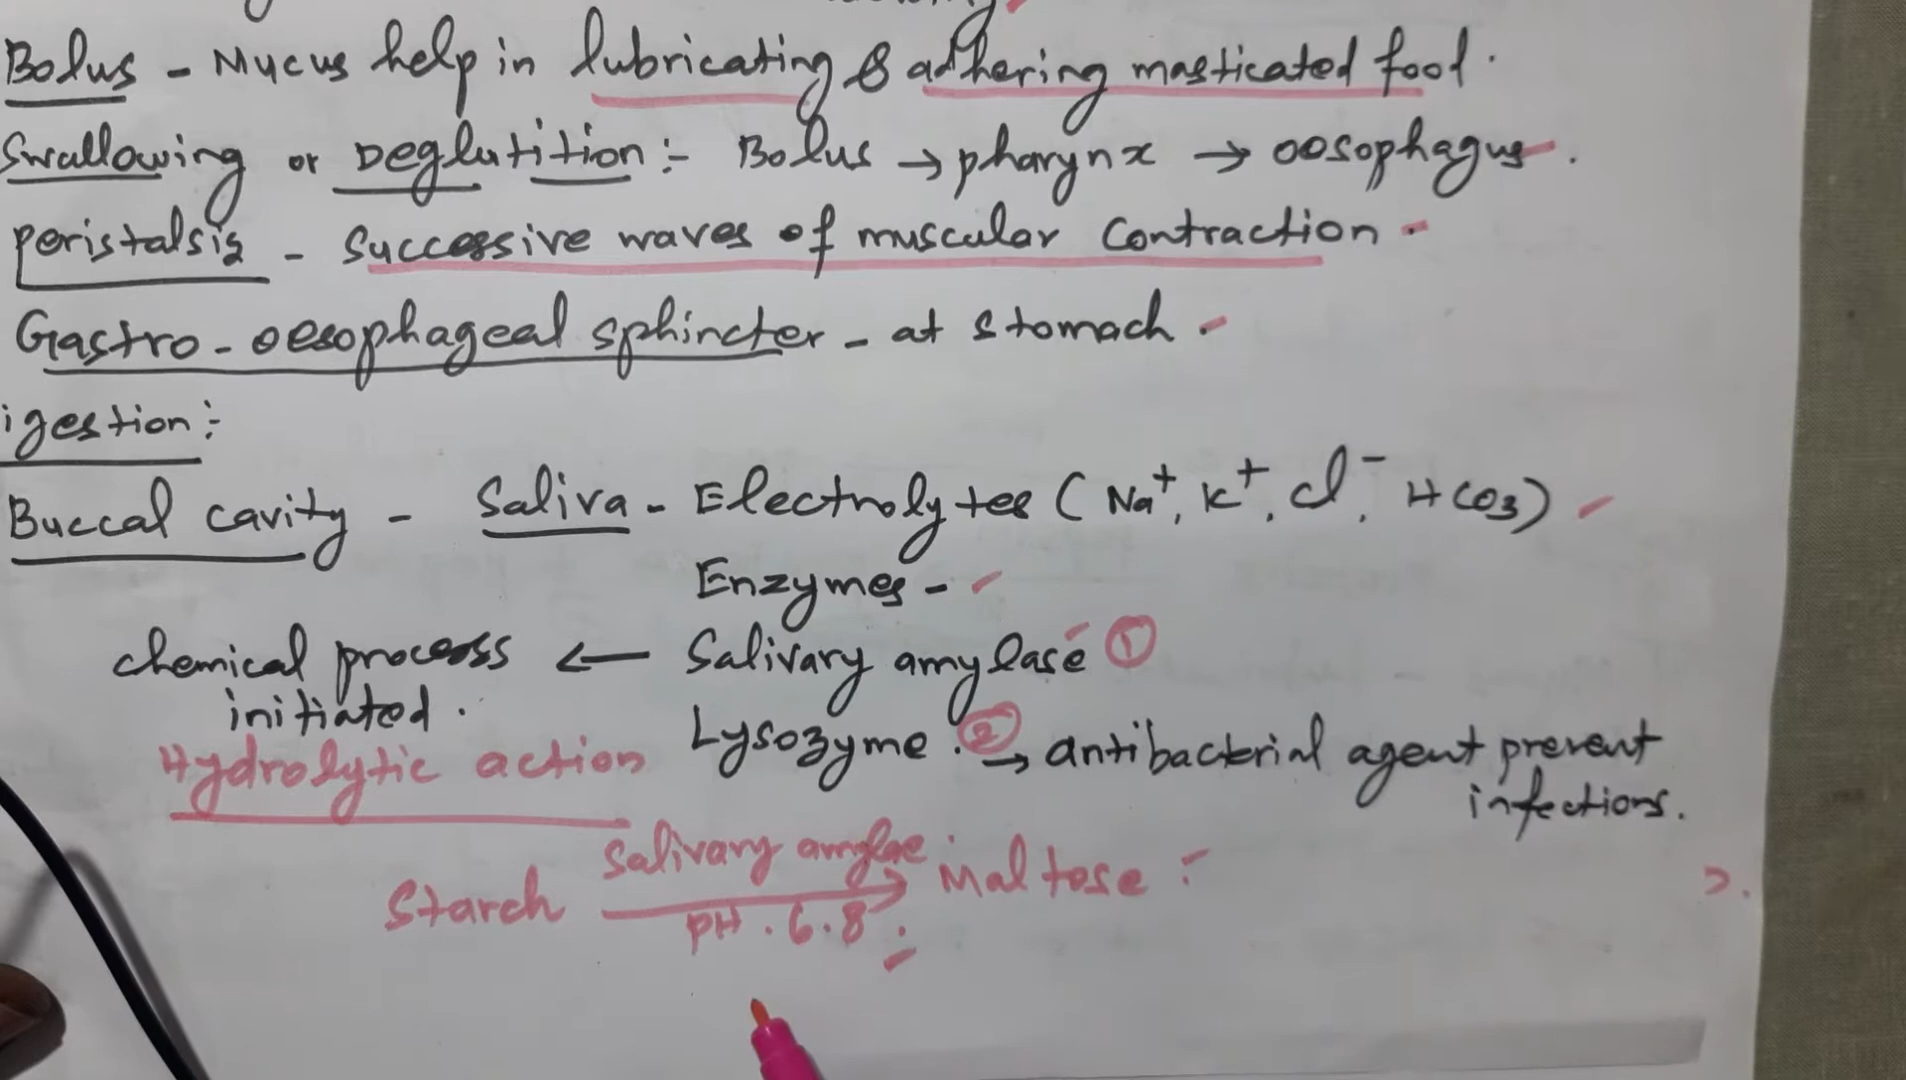 Bolus - Mucus help in lubricating & adhering masticated food.
Swallowing or Deglutition :- Bolus → pharynx → oosophagus.
peristalsis - Successive waves of muscular Contraction.
Gastro-oesophageal sphincter - at stomach.
igestion :-
Buccal cavity - Saliva - Electrolytes (Na⁺, K⁺, Cl⁻, HCO3)
Enzymes -
chemical process ← Salivary amylase ①
initiated.
Lysozyme. ② → antibacterial agent prevent
infections.
Hydrolytic action
Salivary amylae
Starch → Maltose :
pH . 6.8 .